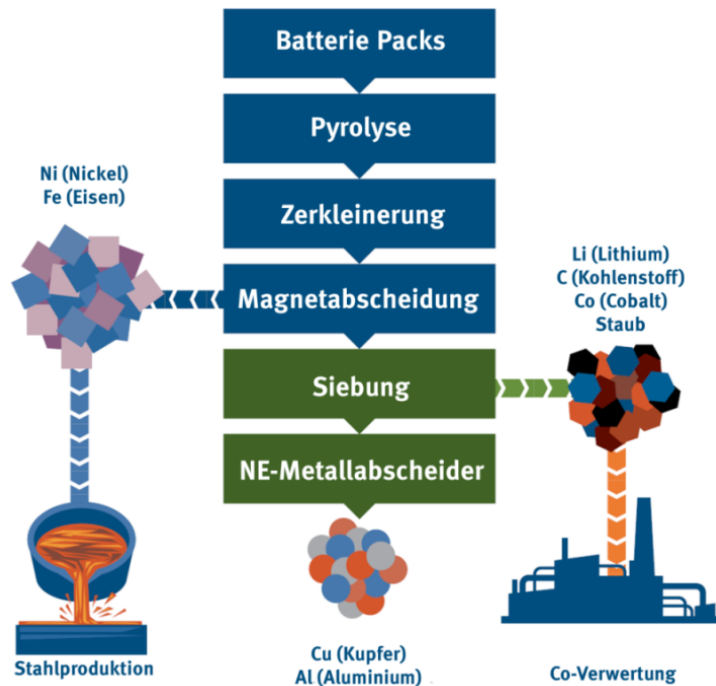 Batterie Packs
Pyrolyse
Zerkleinerung
Magnetabscheidung
Siebung
NE-Metallabscheider
Ni (Nickel)
Fe (Eisen)
Stahlproduktion
Li (Lithium)
C (Kohlenstoff)
Co (Cobalt)
Staub
Co-Verwertung
Cu (Kupfer)
Al (Aluminium)